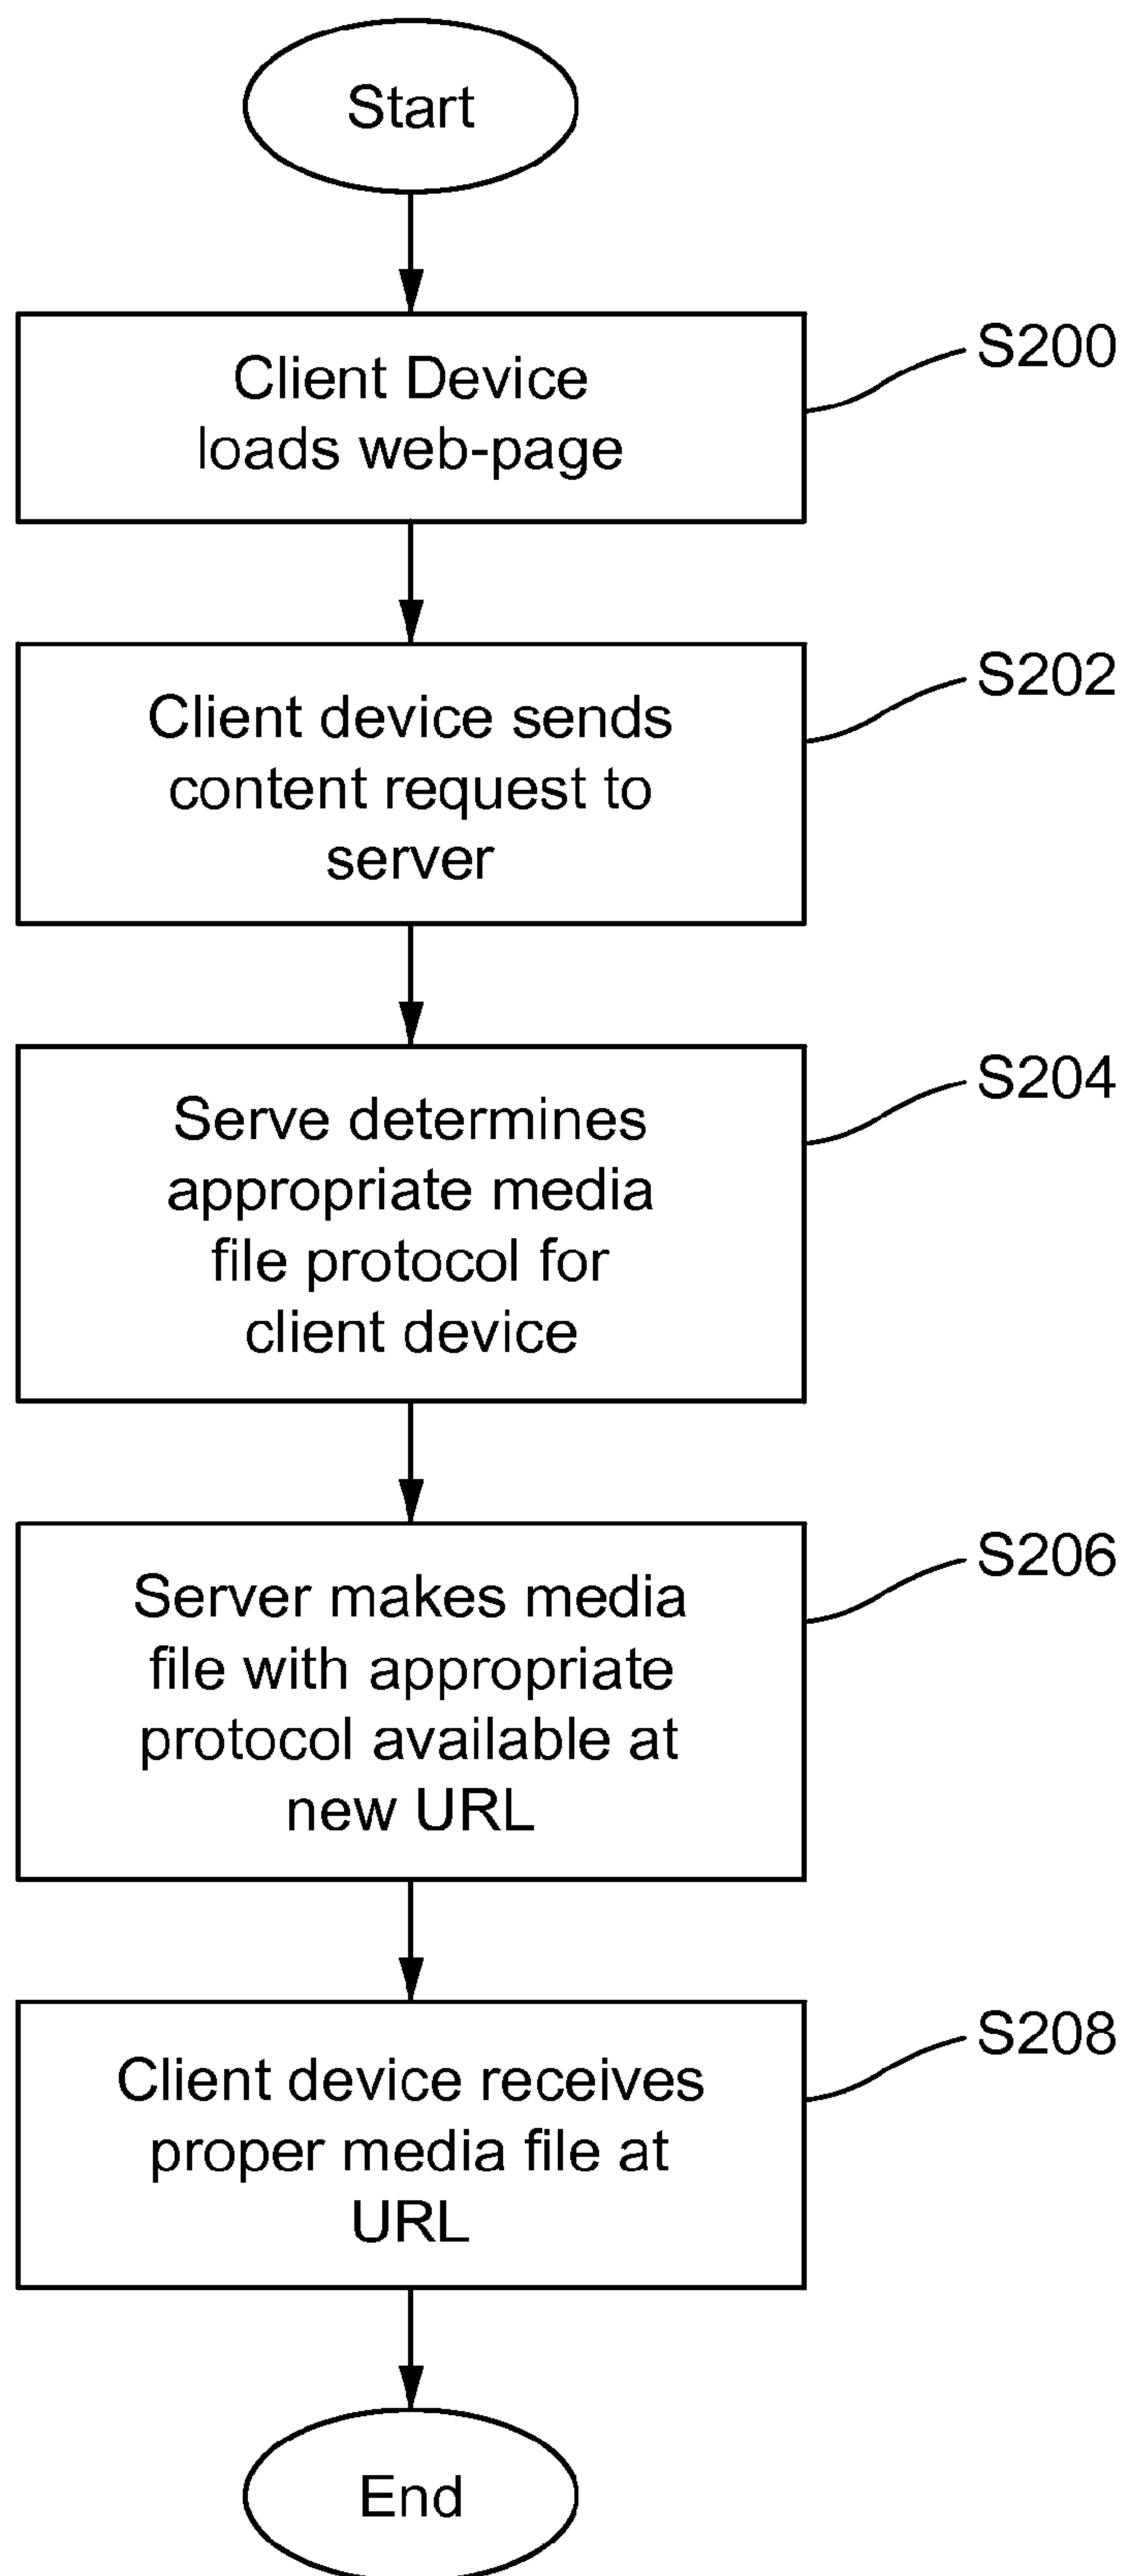 Start
Client Device
loads web-page
S200
Client device sends
content request to
server
S202
Serve determines
appropriate media
file protocol for
client device
S204
Server makes media
file with appropriate
protocol available at
new URL
S206
Client device receives
proper media file at
URL
S208
End